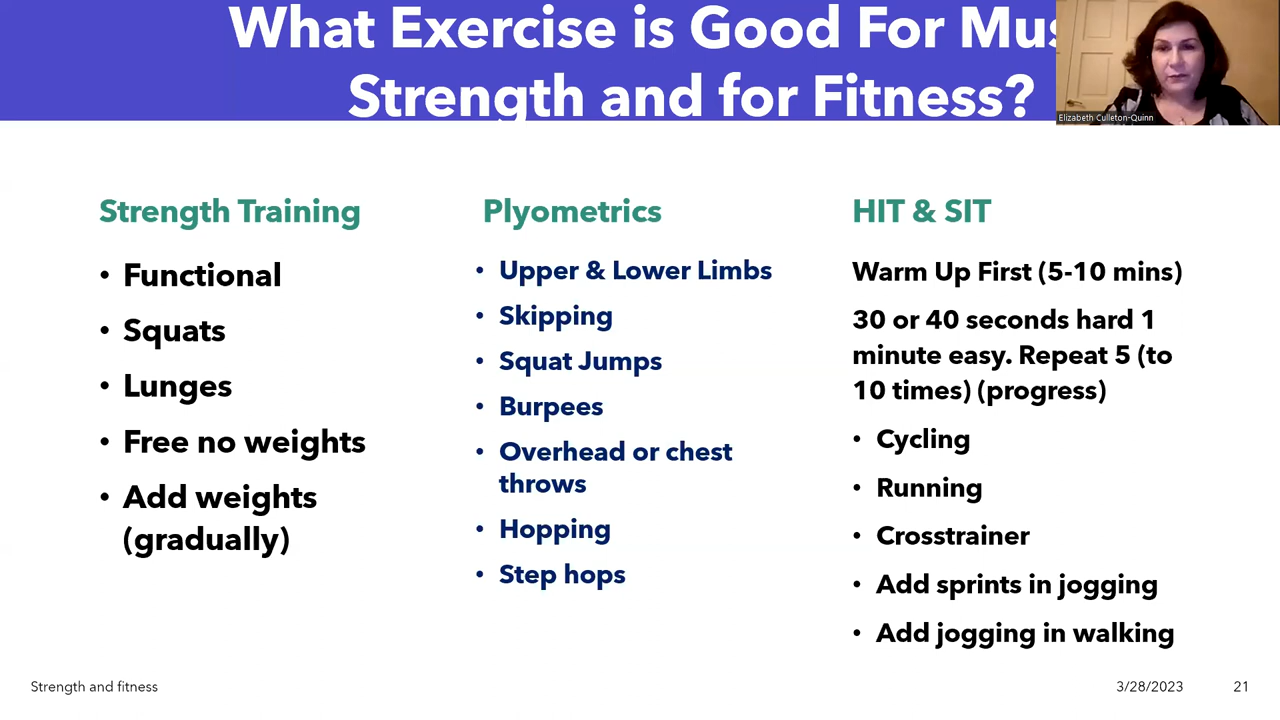 What Exercise is Good For Mus
Strength and for Fitness?
Elizabeth Culleton-Quinn
Strength Training
• Functional
• Squats
• Lunges
• Free no weights
• Add weights
(gradually)
Plyometrics
• Upper & Lower Limbs
• Skipping
• Squat Jumps
• Burpees
• Overhead or chest
throws
• Hopping
• Step hops
HIT & SIT
Warm Up First (5-10 mins)
30 or 40 seconds hard 1
minute easy. Repeat 5 (to
10 times) (progress)
• Cycling
• Running
• Crosstrainer
• Add sprints in jogging
• Add jogging in walking
Strength and fitness
3/28/2023
21